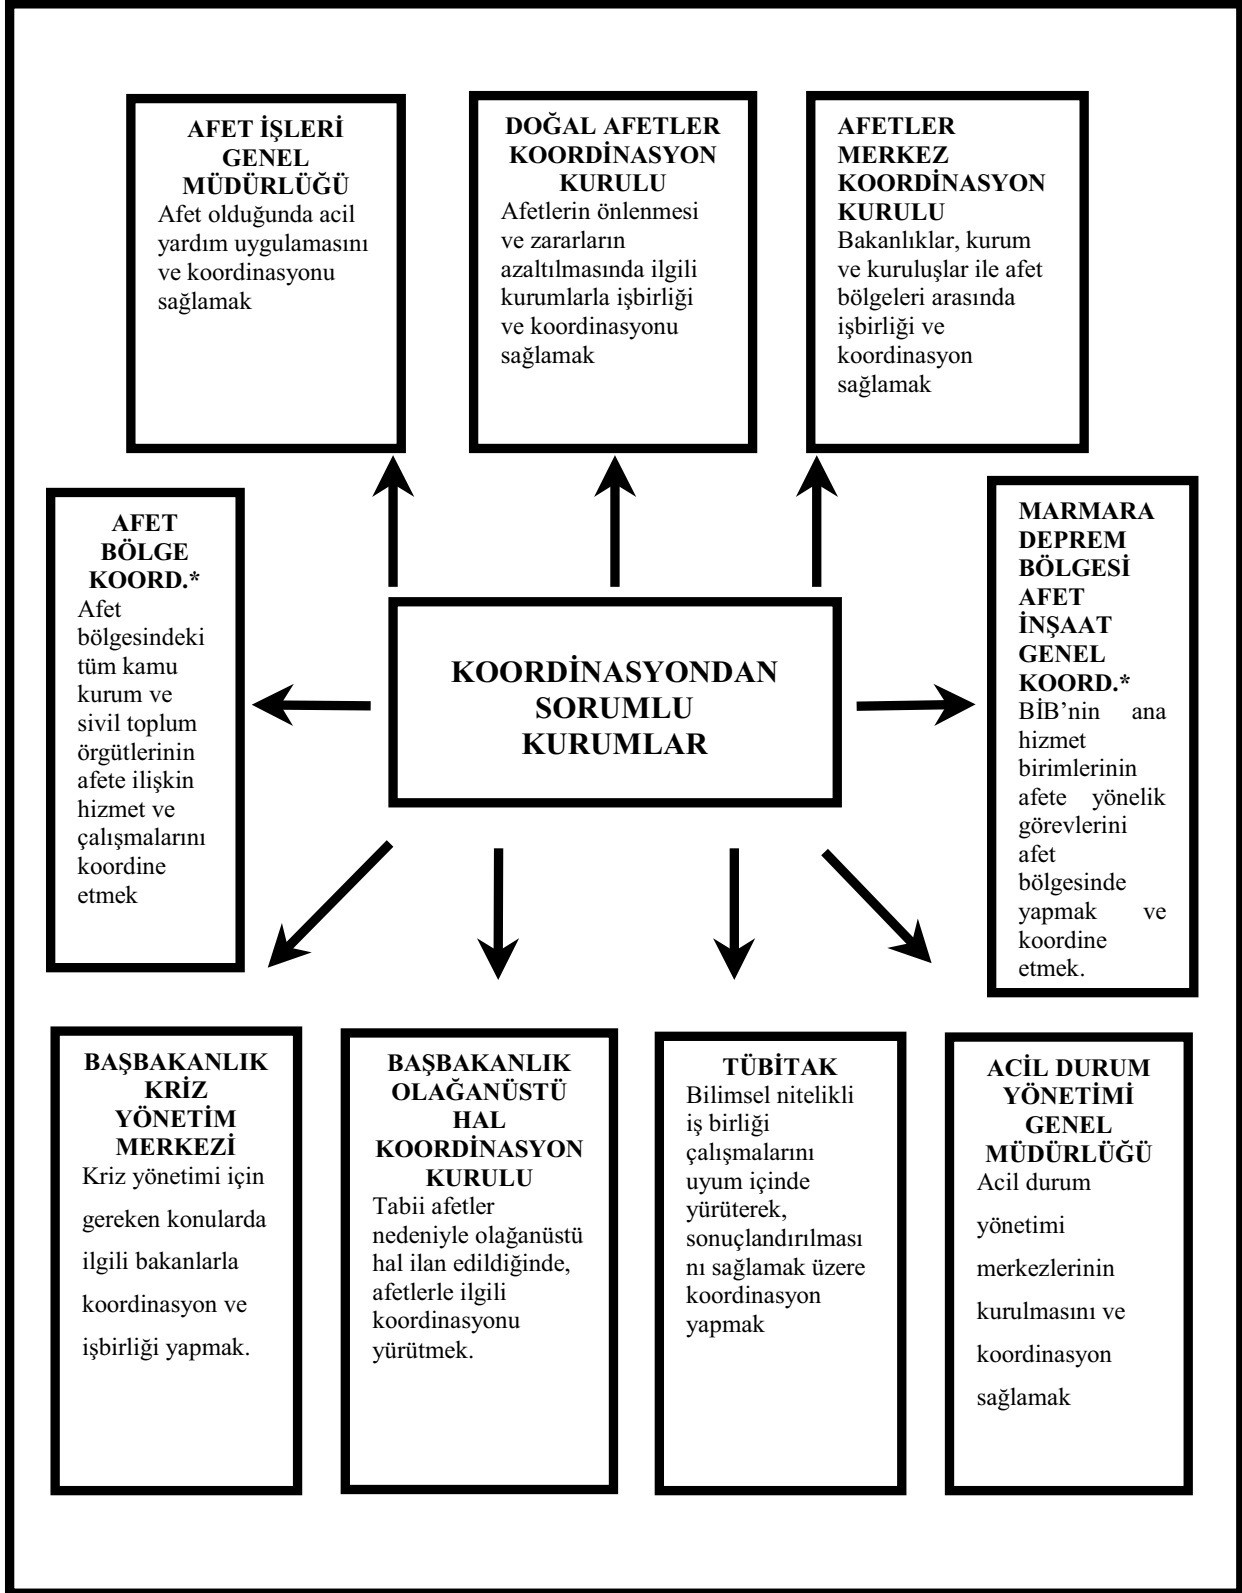 AFET İŞLERİ
GENEL
MÜDÜRLÜĞÜ
Afet olduğunda acil
yardım uygulamasını
ve koordinasyonu
sağlamak
DOĞAL AFETLER
KOORDİNASYON
KURULU
Afetlerin önlenmesi
ve zararların
azaltılmasında ilgili
kurumlarla işbirliği
ve koordinasyonu
sağlamak
AFETLER
MERKEZ
KOORDİNASYON
KURULU
Bakanlıklar, kurum
ve kuruluşlar ile afet
bölgeleri arasında
işbirliği ve
koordinasyon
sağlamak
AFET
BÖLGE
KOORD.*
Afet
bölgesindeki
tüm kamu
kurum ve
sivil toplum
örgütlerinin
afete ilişkin
hizmet ve
çalışmalarını
koordine
etmek
KOORDİNASYONDAN
SORUMLU
KURUMLAR
MARMARA
DEPREM
BÖLGESİ
AFET
İNŞAAT
GENEL
KOORD.*
BİB’nin ana
hizmet
birimlerinin
afete yönelik
görevlerini
afet
bölgesinde
yapmak ve
koordine
etmek.
BAŞBAKANLIK
KRİZ
YÖNETİM
MERKEZİ
Kriz yönetimi için
gereken konularda
ilgili bakanlarla
koordinasyon ve
işbirliği yapmak.
BAŞBAKANLIK
OLAĞANÜSTÜ
HAL
KOORDİNASYON
KURULU
Tabii afetler
nedeniyle olağanüstü
hal ilan edildiğinde,
afetlerle ilgili
koordinasyonu
yürütmek.
TÜBİTAK
Bilimsel nitelikli
iş birliği
çalışmalarını
uyum içinde
yürüterek,
sonuçlandırılması
nı sağlamak üzere
koordinasyon
yapmak
ACİL DURUM
YÖNETİMİ
GENEL
MÜDÜRLÜĞÜ
Acil durum
yönetimi
merkezlerinin
kurulmasını ve
koordinasyon
sağlamak